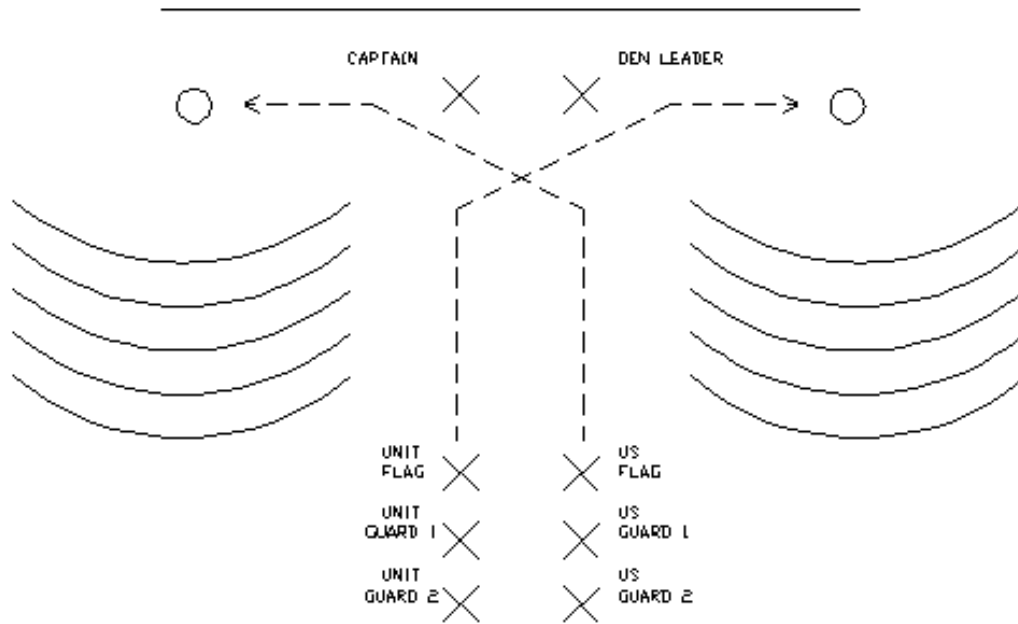 CAPTAIN
DEN LEADER
UNIT
FLAG
US
FLAG
UNIT
GUARD 1
US
GUARD 1
UNIT
GUARD 2
US
GUARD 2